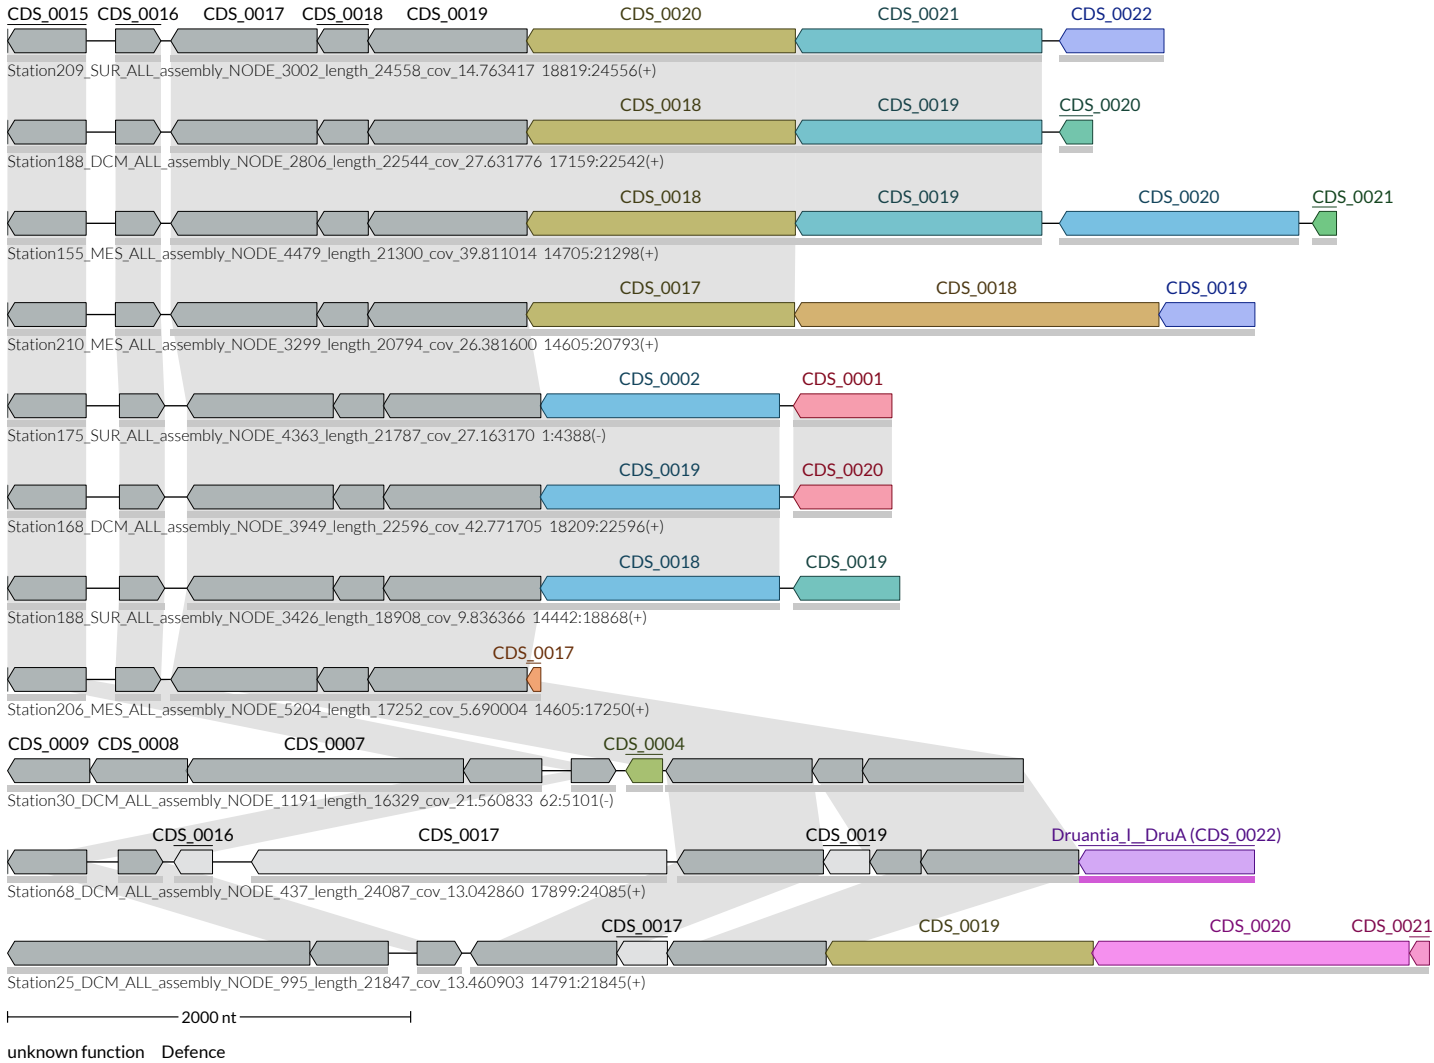 CDS_0015 CDS_0016 CDS_0017 CDS_0018 CDS_0019 CDS_0020 CDS_0021 CDS_0022
Station209_SUR_ALL_assembly_NODE_3002_length_24558_cov_14.763417 18819:24556(+)
CDS_0018 CDS_0019 CDS_0020
Station188_DCM_ALL_assembly_NODE_2806_length_22544_cov_27.631776 17159:22542(+)
CDS_0018 CDS_0019 CDS_0020 CDS_0021
Station155_MES_ALL_assembly_NODE_4479_length_21300_cov_39.811014 14705:21298(+)
CDS_0017 CDS_0018 CDS_0019
Station210_MES_ALL_assembly_NODE_3299_length_20794_cov_26.381600 14605:20793(+)
CDS_0002 CDS_0001
Station175_SUR_ALL_assembly_NODE_4363_length_21787_cov_27.163170 1:4388(-)
CDS_0019 CDS_0020
Station168_DCM_ALL_assembly_NODE_3949_length_22596_cov_42.771705 18209:22596(+)
CDS_0018 CDS_0019
Station188_SUR_ALL_assembly_NODE_3426_length_18908_cov_9.836366 14442:18868(+)
CDS_0017
Station206_MES_ALL_assembly_NODE_5204_length_17252_cov_5.690004 14605:17250(+)
CDS_0009 CDS_0008 CDS_0007 CDS_0004
Station30_DCM_ALL_assembly_NODE_1191_length_16329_cov_21.560833 62:5101(-)
CDS_0016 CDS_0017 CDS_0019 Druantia_I__DruA (CDS_0022)
Station68_DCM_ALL_assembly_NODE_437_length_24087_cov_13.042860 17899:24085(+)
CDS_0017 CDS_0019 CDS_0020 CDS_0021
Station25_DCM_ALL_assembly_NODE_995_length_21847_cov_13.460903 14791:21845(+)
2000 nt
unknown function Defence